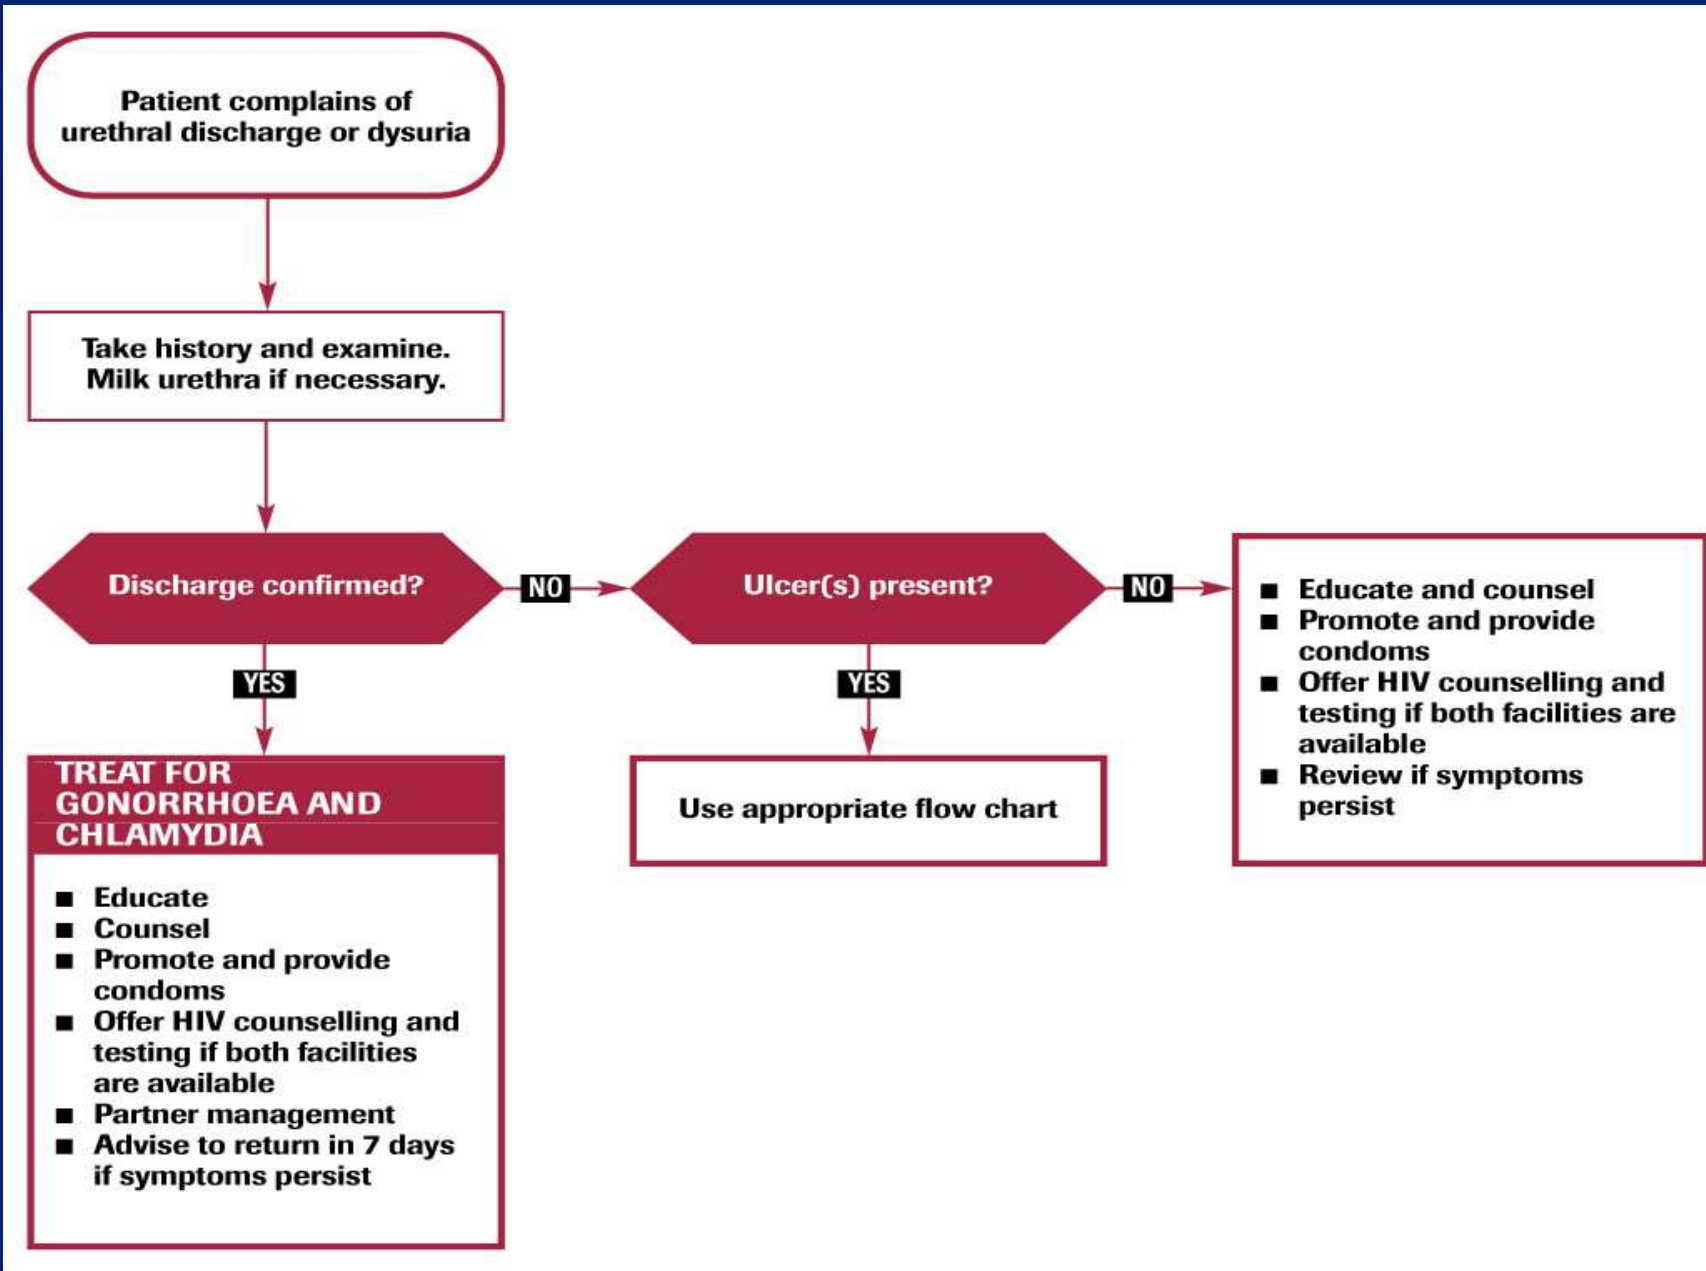 Patient complains of
urethral discharge or dysuria
Take history and examine.
Milk urethra if necessary.
Discharge confirmed?
NO
Ulcer(s) present?
NO
■ Educate and counsel
■ Promote and provide
condoms
■ Offer HIV counselling and
testing if both facilities are
available
■ Review if symptoms
persist
YES
YES
TREAT FOR
GONORRHOEA AND
CHLAMYDIA
■ Educate
■ Counsel
■ Promote and provide
condoms
■ Offer HIV counselling and
testing if both facilities
are available
■ Partner management
■ Advise to return in 7 days
if symptoms persist
Use appropriate flow chart